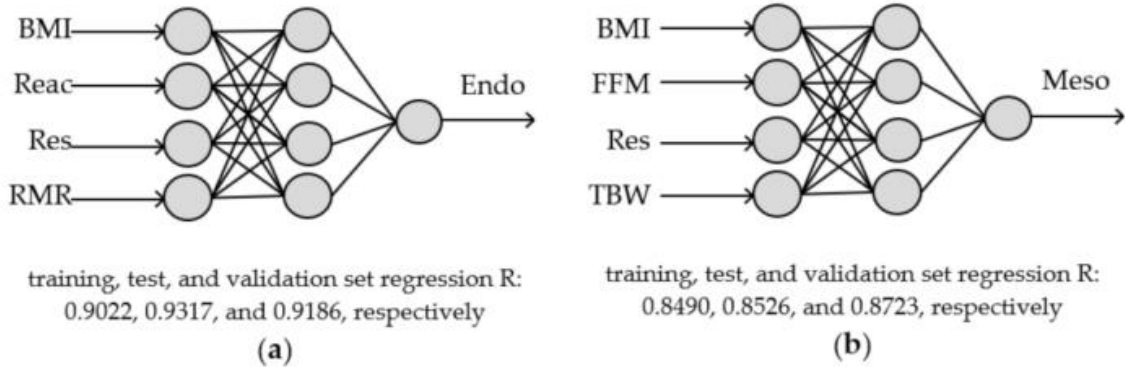 BMI
Reac
Res
RMR
Endo
training, test, and validation set regression R:
0.9022, 0.9317, and 0.9186, respectively
(a)
BMI
FFM
Res
TBW
Meso
training, test, and validation set regression R:
0.8490, 0.8526, and 0.8723, respectively
(b)